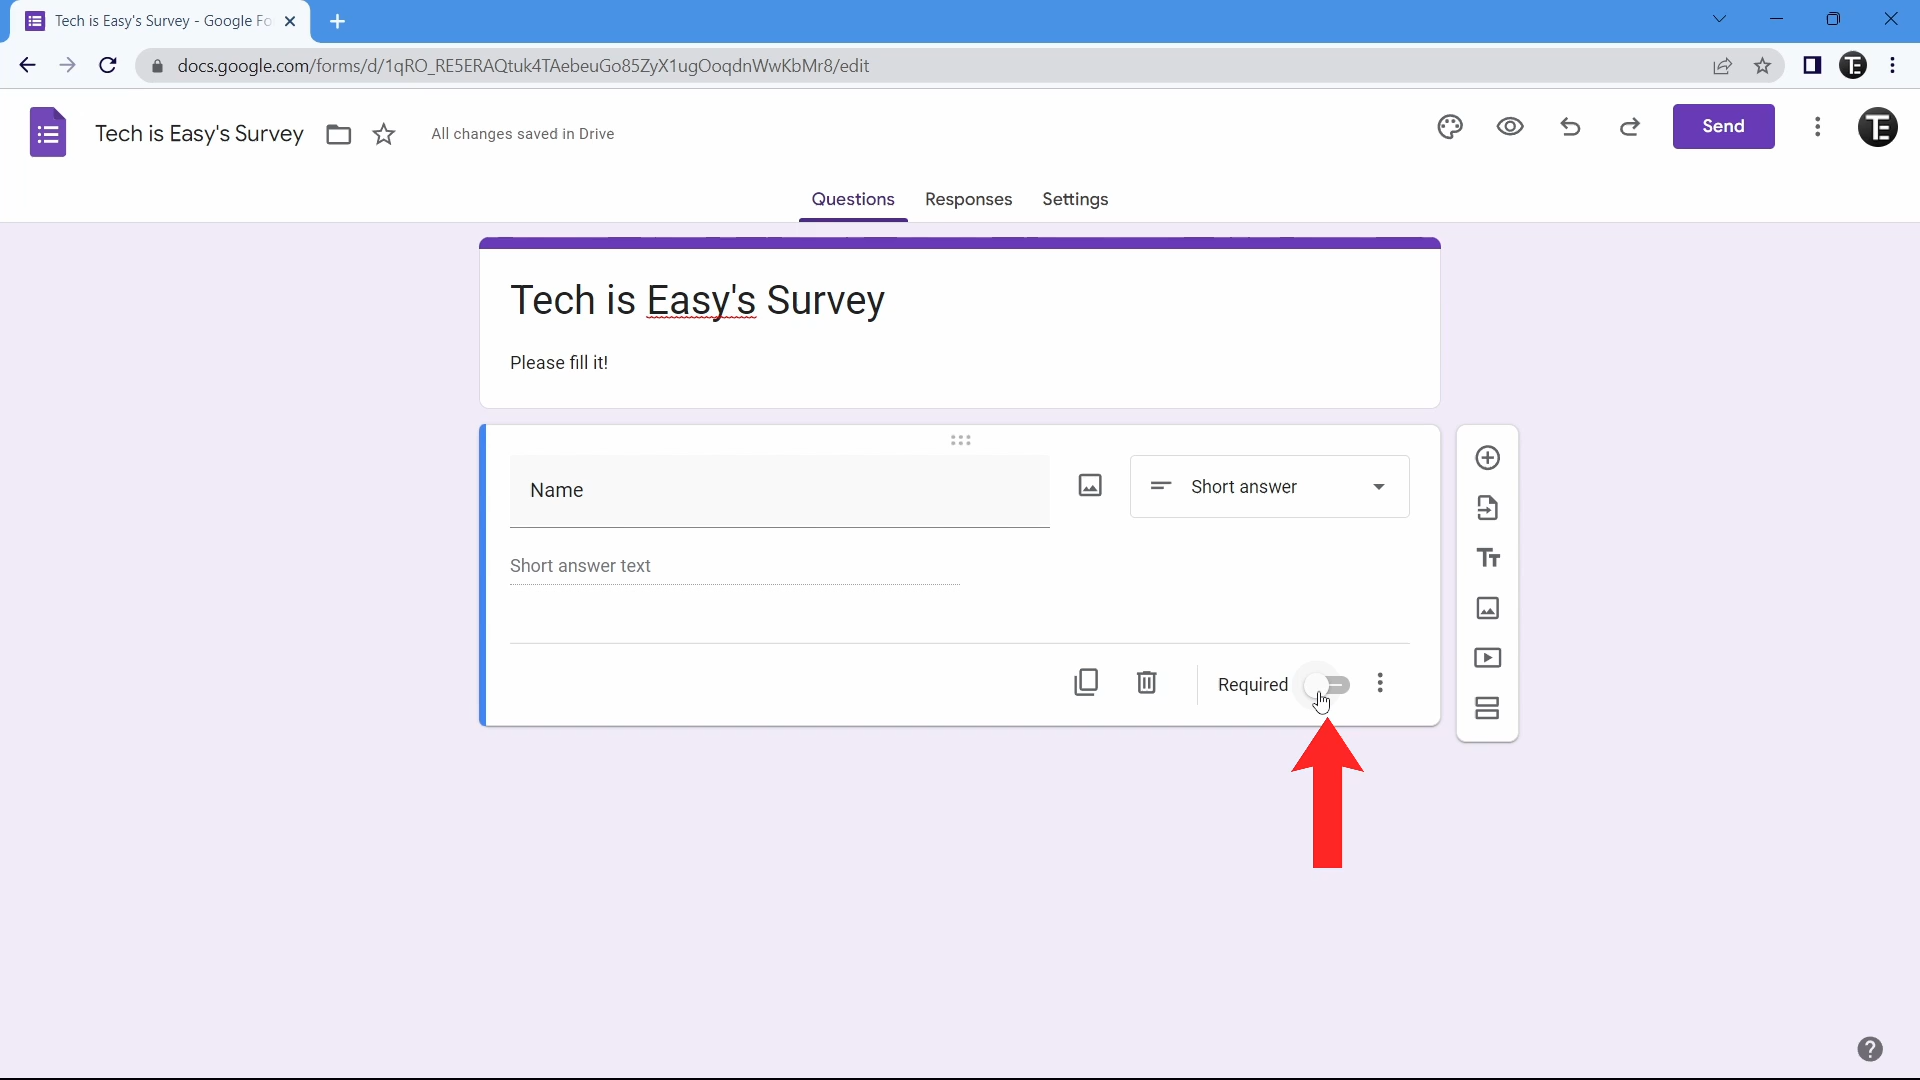 Tech is Easy's Survey - Google Fo
docs.google.com/forms/d/1qRO_RE5ERAQtuk4TAebeuGo85ZyX1ugOoqdnWwKbMr8/edit
TE
Tech is Easy's Survey
All changes saved in Drive
Send
TE
Questions
Responses
Settings
Tech is Easy's Survey
Please fill it!
Name
Short answer
Short answer text
Required